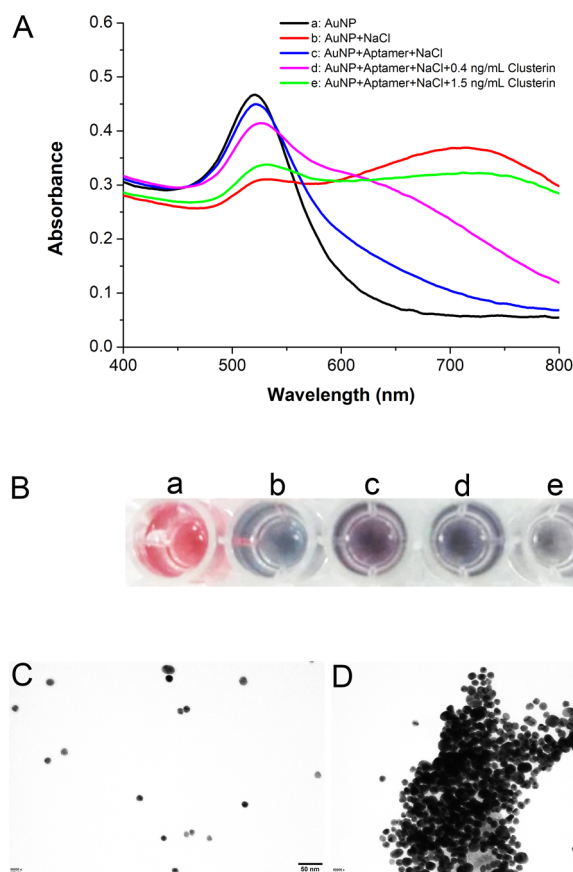 A
a: AuNP
b: AuNP+NaCl
c: AuNP+Aptamer+NaCl
d: AuNP+Aptamer+NaCl+0.4 ng/mL Clusterin
e: AuNP+Aptamer+NaCl+1.5 ng/mL Clusterin
0.6
0.5
0.4
0.3
0.2
0.1
0.0
Absorbance
400 500 600 700 800
Wavelength (nm)
B
a b c d e
C
50 nm
D